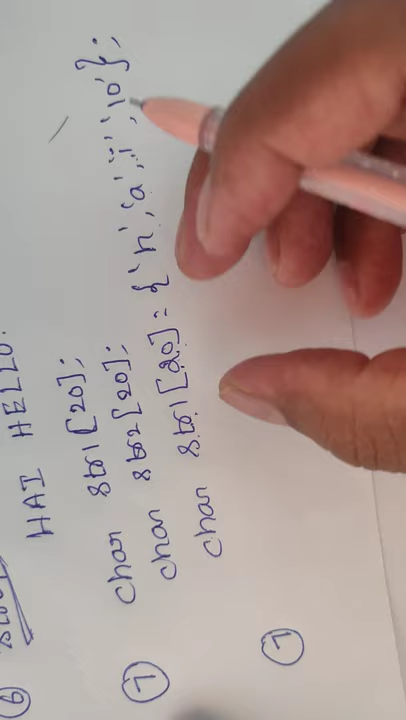 ⑥
HAI HELLO.
⑦ char str1[20];
char str2[20];
char str1[20] = {'h', 'a', 'i', '\0'};
⑦